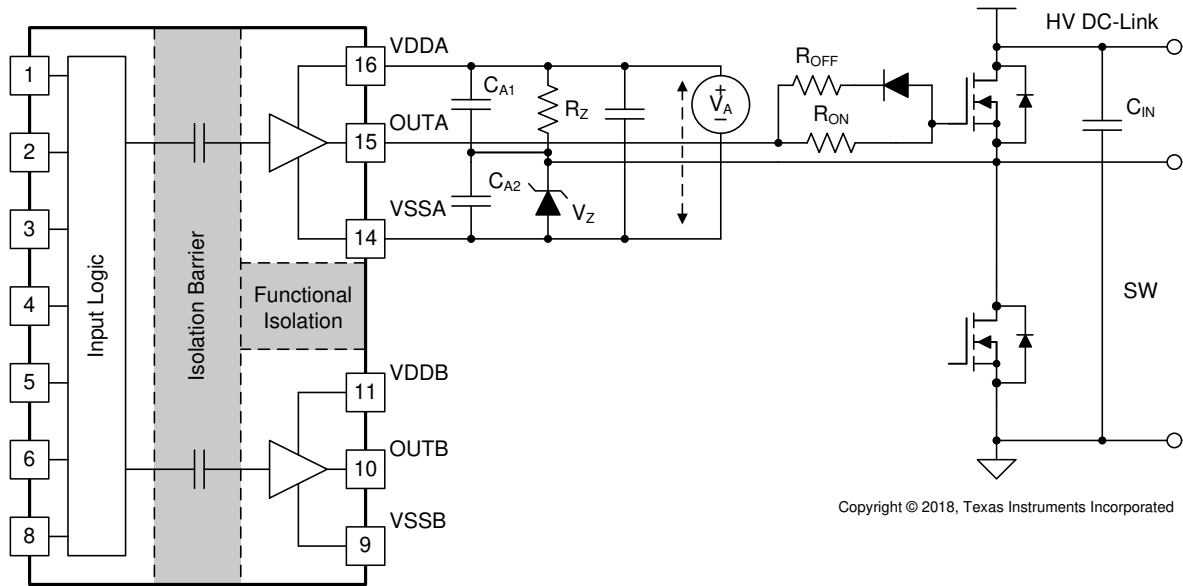 HV DC-Link
VDDA
1
16
ROFF
CA1
RZ
+
VA
–
CIN
OUTA
RON
2
15
CA2
VSSA
VZ
3
14
Input Logic
Isolation Barrier
Functional
Isolation
4
SW
VDDB
5
11
OUTB
6
10
VSSB
8
9
Copyright © 2018, Texas Instruments Incorporated